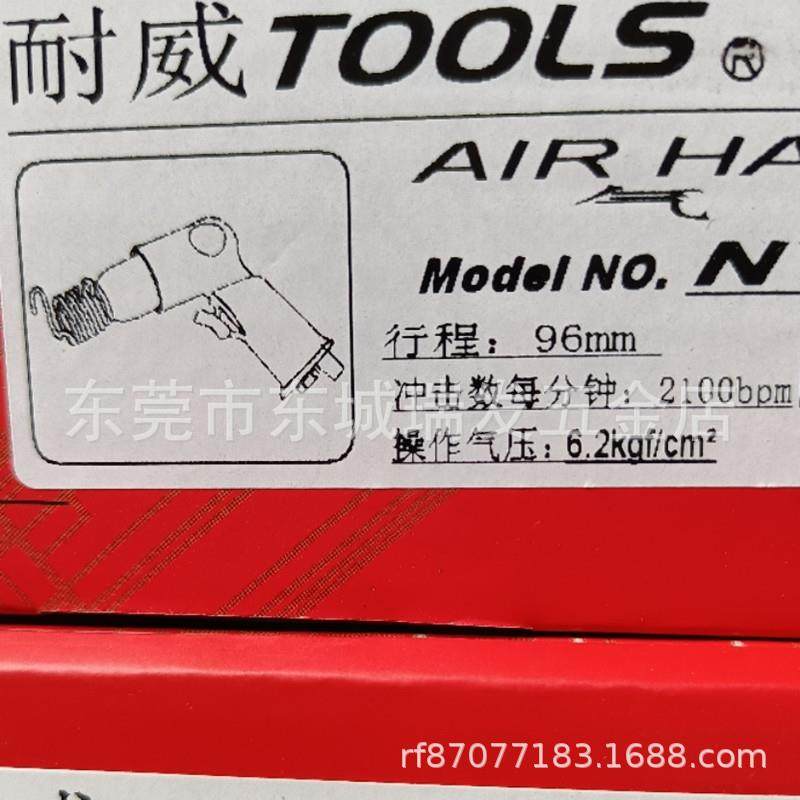 耐威TOOLS®
AIR HA
气
Model NO. N
行程：96mm
冲击数每分钟：2100bpm
操作气压：6.2kgf/cm²
东莞市东城瑞发五金店
rf87077183.1688.com